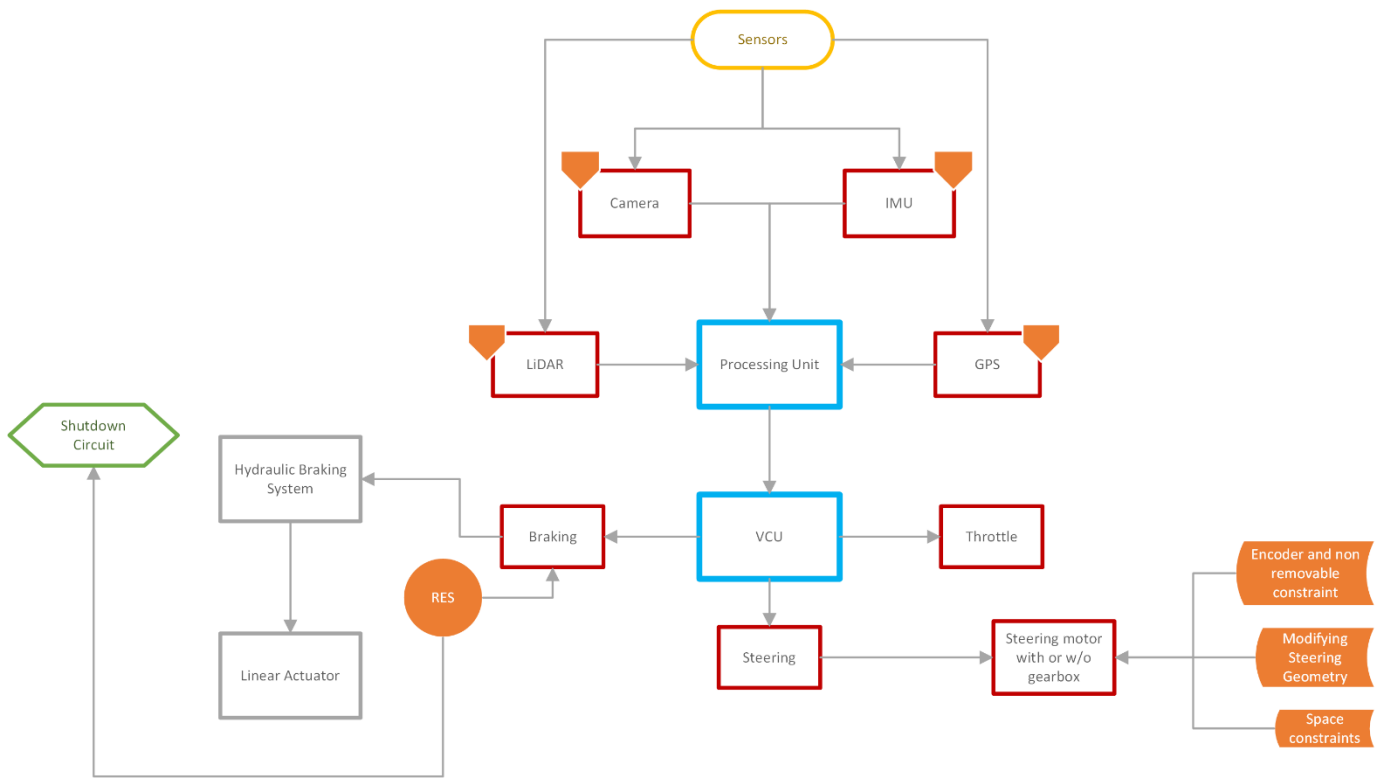 Sensors
Camera
IMU
LiDAR
Processing Unit
GPS
Shutdown
Circuit
Hydraulic Braking
System
Braking
VCU
Throttle
RES
Encoder and non
removable
constraint
Steering
Steering motor
with or w/o
gearbox
Modifying
Steering
Geometry
Linear Actuator
Space
constraints